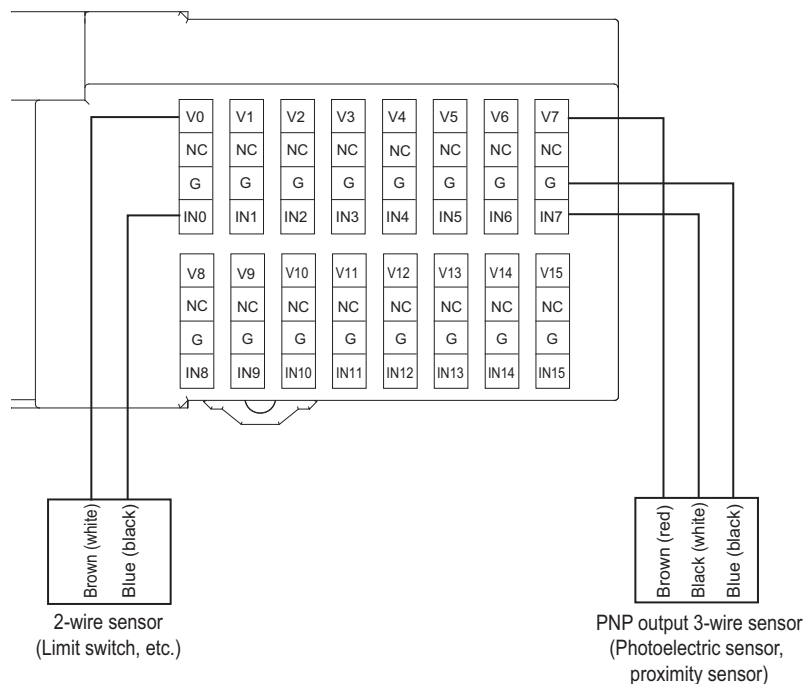 V0 V1 V2 V3 V4 V5 V6 V7
NC NC NC NC NC NC NC NC
G G G G G G G G
IN0 IN1 IN2 IN3 IN4 IN5 IN6 IN7
V8 V9 V10 V11 V12 V13 V14 V15
NC NC NC NC NC NC NC NC
G G G G G G G G
IN8 IN9 IN10 IN11 IN12 IN13 IN14 IN15
Brown (white)
Blue (black)
2-wire sensor
(Limit switch, etc.)
Brown (red)
Black (white)
Blue (black)
PNP output 3-wire sensor
(Photoelectric sensor,
proximity sensor)